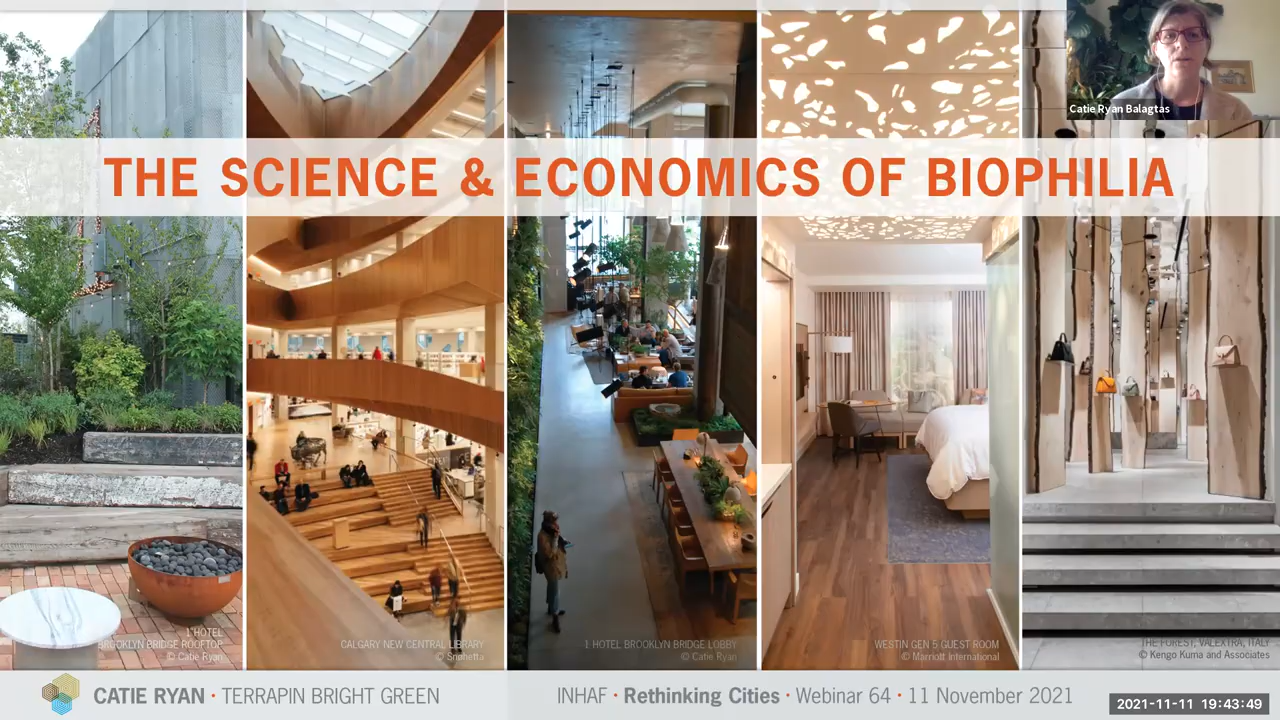 Catie Ryan Balagtas
THE SCIENCE & ECONOMICS OF BIOPHILIA
1 HOTEL
BROOKLYN BRIDGE ROOFTOP
© Catie Ryan
CALGARY NEW CENTRAL LIBRARY
© Snohetta
1 HOTEL BROOKLYN BRIDGE LOBBY
© Catie Ryan
WESTIN GEN 5 GUEST ROOM
© Marriott International
THE FOREST, VALEXTRA, ITALY
© Kengo Kuma and Associates
CATIE RYAN • TERRAPIN BRIGHT GREEN
INHAF • Rethinking Cities • Webinar 64 • 11 November 2021
2021-11-11 19:43:49